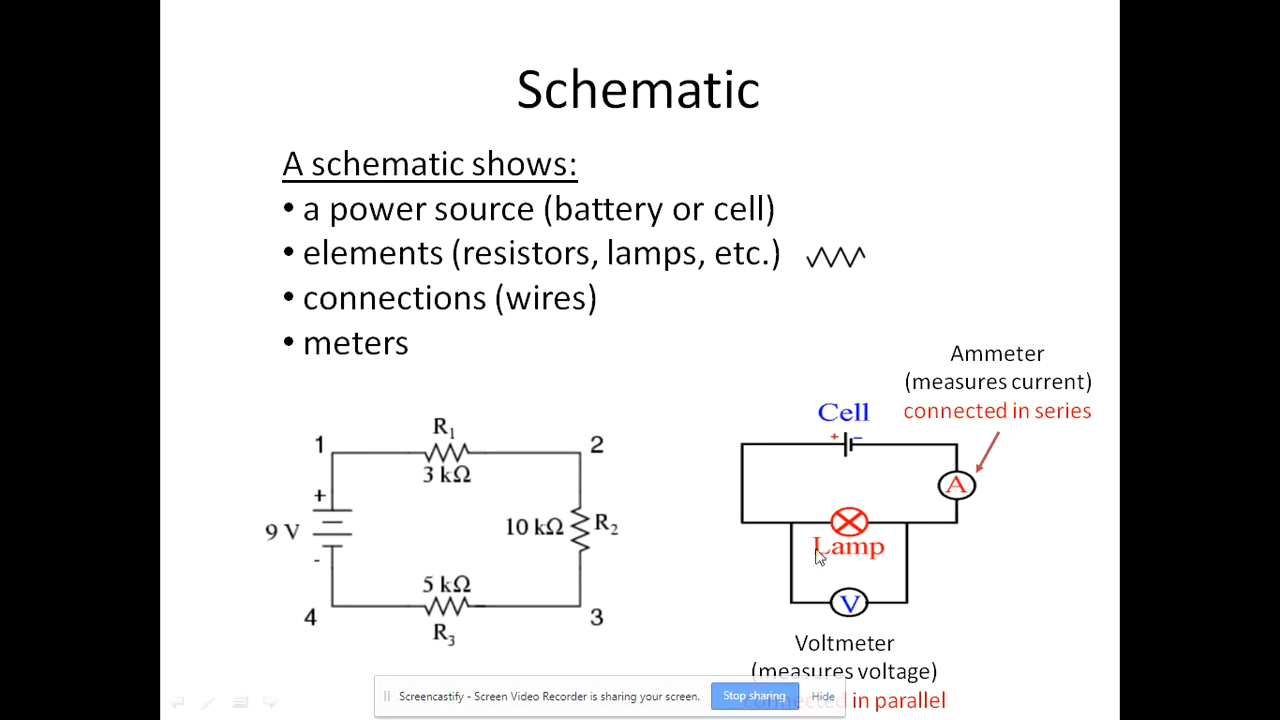 Schematic
A schematic shows:
• a power source (battery or cell)
• elements (resistors, lamps, etc.)
• connections (wires)
• meters
Ammeter
(measures current)
connected in series
Cell
+ −
A
Lamp
V
Voltmeter
(measures voltage)
in parallel
1
R₁
3 kΩ
2
+
9 V
-
10 kΩ R₂
5 kΩ
R₃
4
3
Screencastify - Screen Video Recorder is sharing your screen. Stop sharing Hide